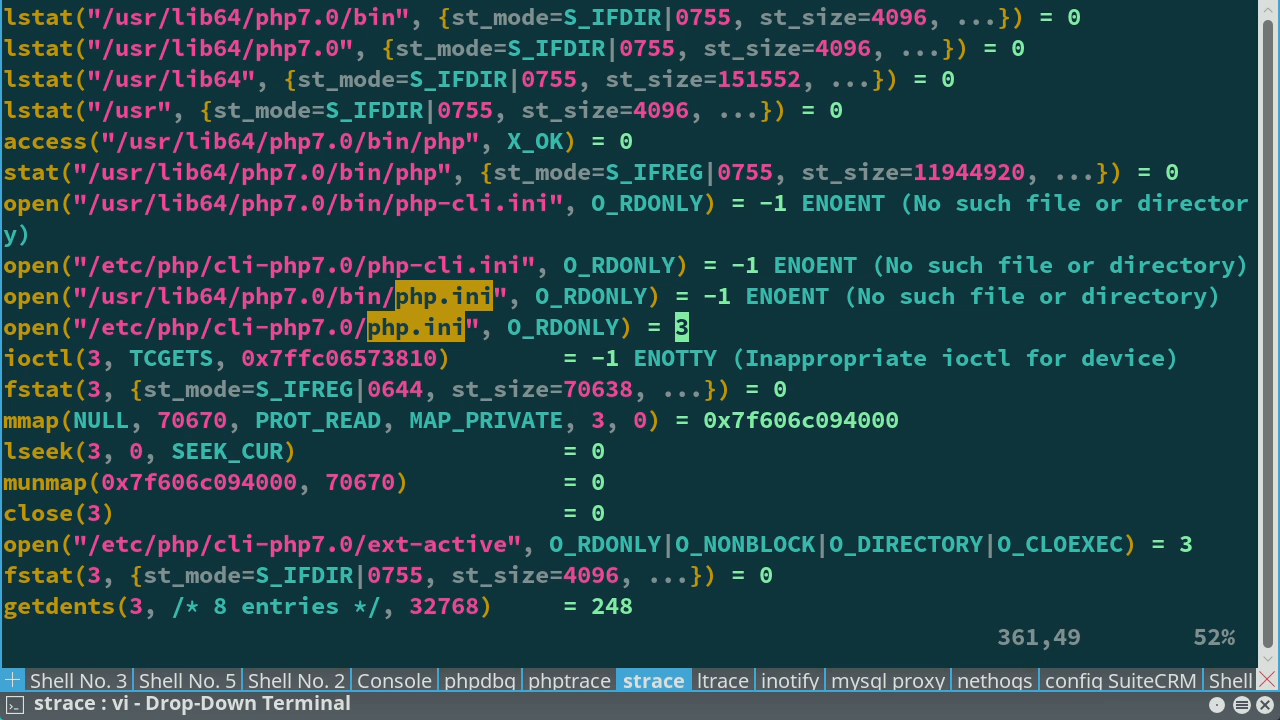 lstat("/usr/lib64/php7.0/bin", {st_mode=S_IFDIR|0755, st_size=4096, ...}) = 0
lstat("/usr/lib64/php7.0", {st_mode=S_IFDIR|0755, st_size=4096, ...}) = 0
lstat("/usr/lib64", {st_mode=S_IFDIR|0755, st_size=151552, ...}) = 0
lstat("/usr", {st_mode=S_IFDIR|0755, st_size=4096, ...}) = 0
access("/usr/lib64/php7.0/bin/php", X_OK) = 0
stat("/usr/lib64/php7.0/bin/php", {st_mode=S_IFREG|0755, st_size=11944920, ...}) = 0
open("/usr/lib64/php7.0/bin/php-cli.ini", O_RDONLY) = -1 ENOENT (No such file or director
y)
open("/etc/php/cli-php7.0/php-cli.ini", O_RDONLY) = -1 ENOENT (No such file or directory)
open("/usr/lib64/php7.0/bin/php.ini", O_RDONLY) = -1 ENOENT (No such file or directory)
open("/etc/php/cli-php7.0/php.ini", O_RDONLY) = 3
ioctl(3, TCGETS, 0x7ffc06573810)        = -1 ENOTTY (Inappropriate ioctl for device)
fstat(3, {st_mode=S_IFREG|0644, st_size=70638, ...}) = 0
mmap(NULL, 70670, PROT_READ, MAP_PRIVATE, 3, 0) = 0x7f606c094000
lseek(3, 0, SEEK_CUR)                   = 0
munmap(0x7f606c094000, 70670)           = 0
close(3)                                = 0
open("/etc/php/cli-php7.0/ext-active", O_RDONLY|O_NONBLOCK|O_DIRECTORY|O_CLOEXEC) = 3
fstat(3, {st_mode=S_IFDIR|0755, st_size=4096, ...}) = 0
getdents(3, /* 8 entries */, 32768)     = 248
361,49        52%
Shell No. 3 Shell No. 5 Shell No. 2 Console phpdbg phptrace strace ltrace inotify mysql proxy nethogs config SuiteCRM Shell
strace : vi - Drop-Down Terminal